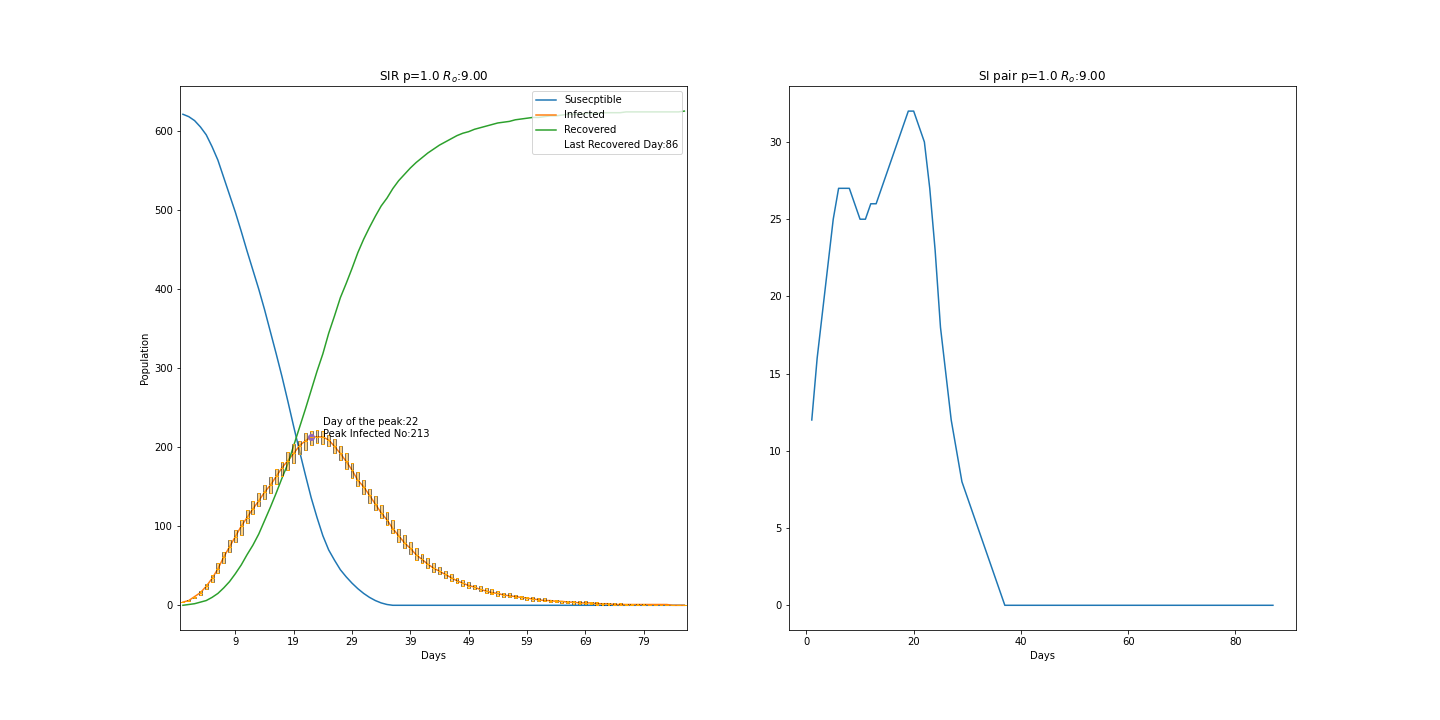 SIR p=1.0 Rₒ:9.00
Susecptible
Infected
Recovered
Last Recovered Day:86
Day of the peak:22
Peak Infected No:213
Population
600
500
400
300
200
100
0
9 19 29 39 49 59 69 79
Days
SI pair p=1.0 Rₒ:9.00
30
25
20
15
10
5
0
0 20 40 60 80
Days